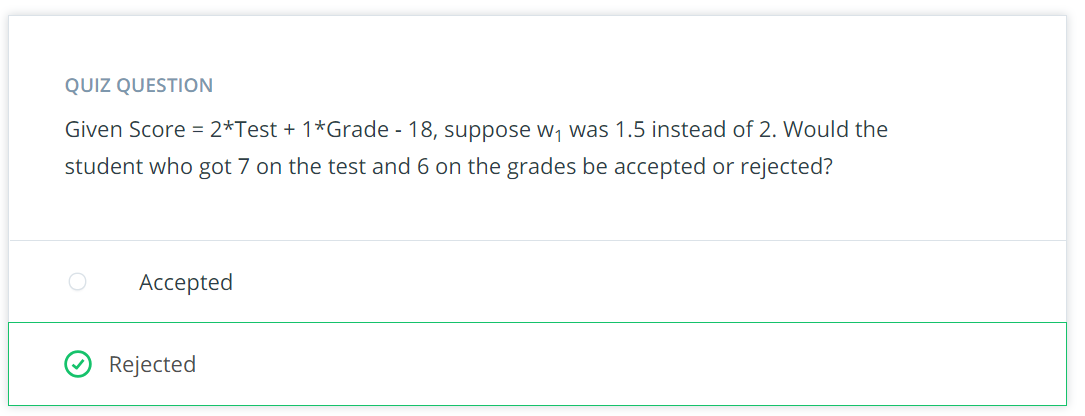 QUIZ QUESTION
Given Score = 2*Test + 1*Grade - 18, suppose w₁ was 1.5 instead of 2. Would the
student who got 7 on the test and 6 on the grades be accepted or rejected?
Accepted
Rejected